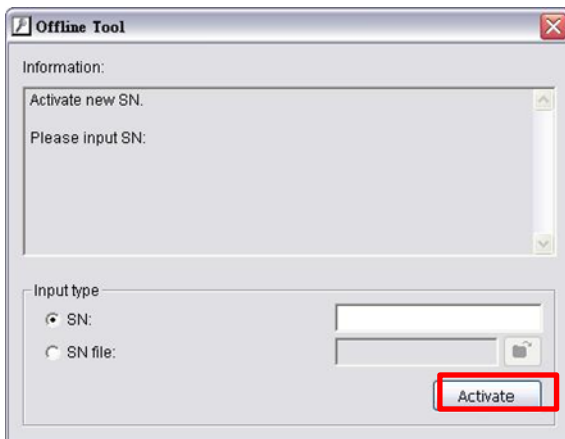 Offline Tool
Information:
Activate new SN.
Please input SN:
Input type
SN:
SN file:
Activate